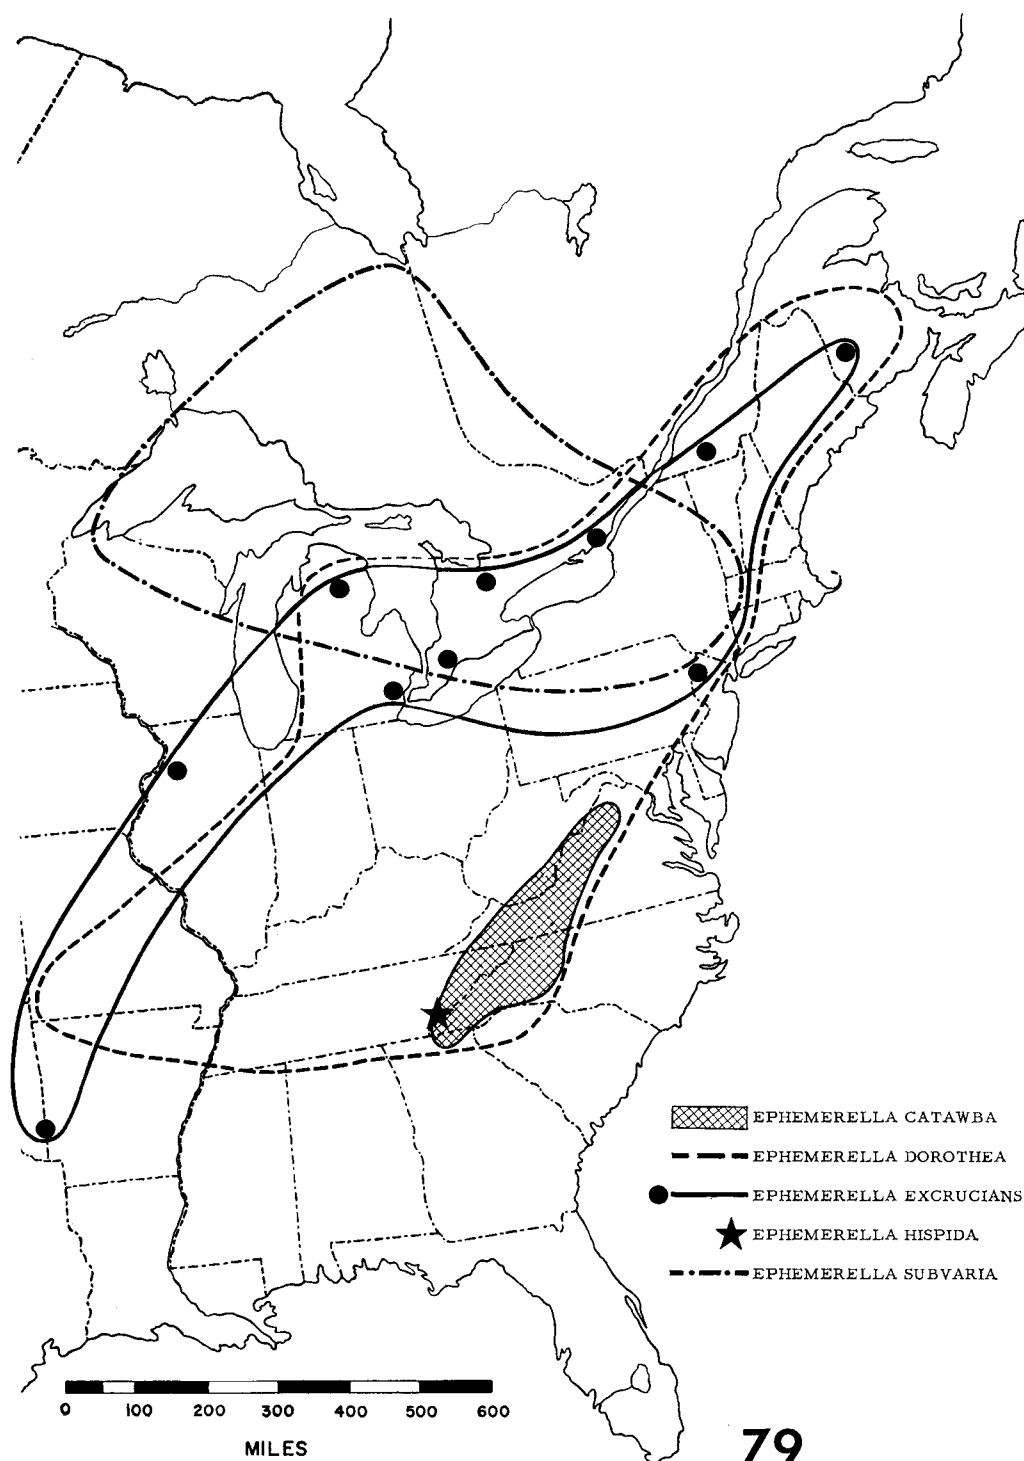 EPHEMERELLA CATAWBA
EPHEMERELLA DOROTHEA
EPHEMERELLA EXCRUCIANS
EPHEMERELLA HISPIDA
EPHEMERELLA SUBVARIA
0 100 200 300 400 500 600
MILES
79